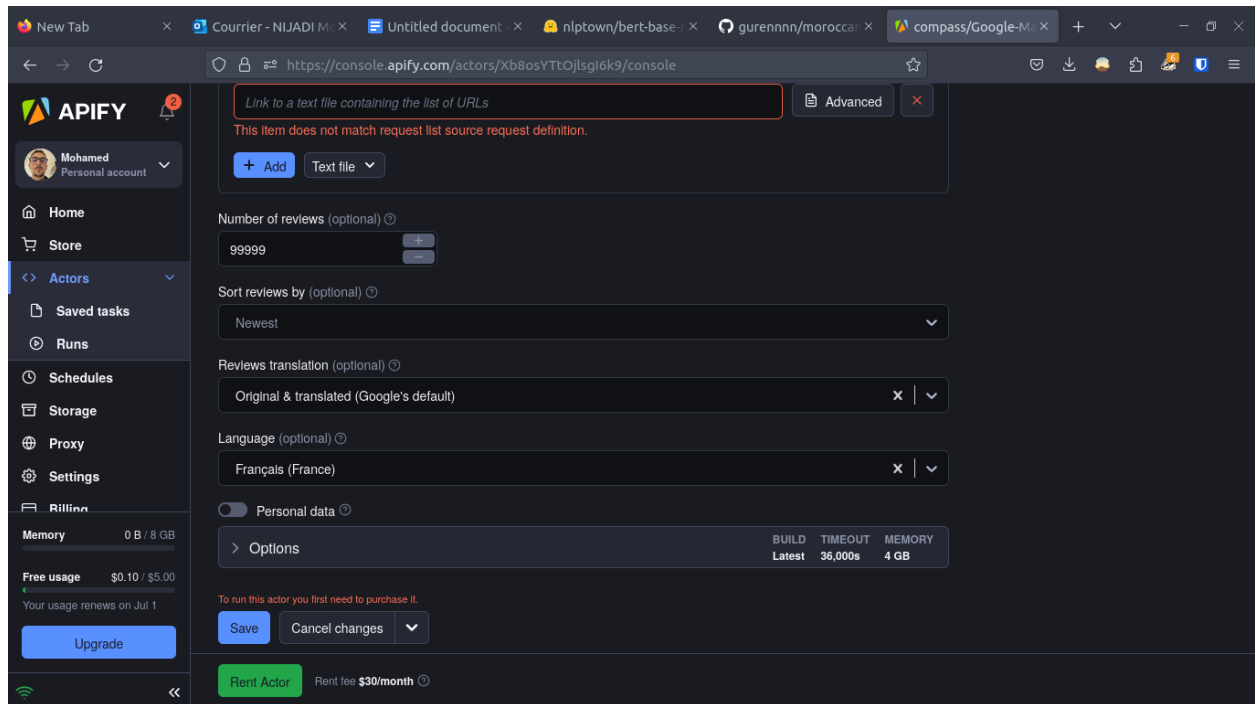 New Tab
Courrier - NIJADI Mo
Untitled document -
nlptown/bert-base-
gurennnn/moroccan
compass/Google-Ma
https://console.apify.com/actors/Xb8osYTtOjlsgI6k9/console
6
APIFY
2
Mohamed
Personal account
Home
Store
Actors
Saved tasks
Runs
Schedules
Storage
Proxy
Settings
Billing
Memory 0 B / 8 GB
Free usage $0.10 / $5.00
Your usage renews on Jul 1
Upgrade
Link to a text file containing the list of URLs
Advanced
This item does not match request list source request definition.
+ Add
Text file
Number of reviews (optional)
99999
Sort reviews by (optional)
Newest
Reviews translation (optional)
Original & translated (Google's default)
Language (optional)
Français (France)
Personal data
Options
BUILD TIMEOUT MEMORY
Latest 36,000s 4 GB
To run this actor you first need to purchase it.
Save
Cancel changes
Rent Actor
Rent fee $30/month